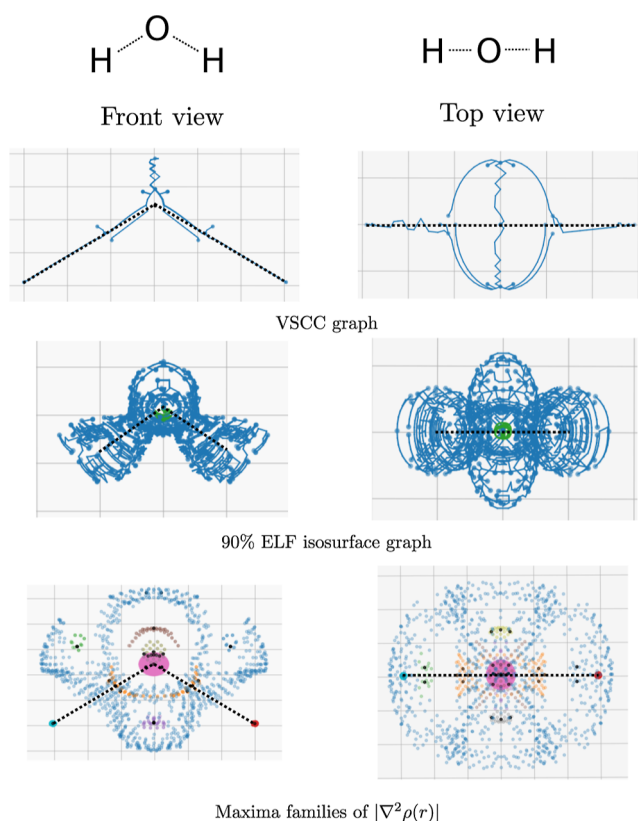 O
H H
H O H
Front view
Top view
VSCC graph
90% ELF isosurface graph
Maxima families of |∇²ρ(r)|